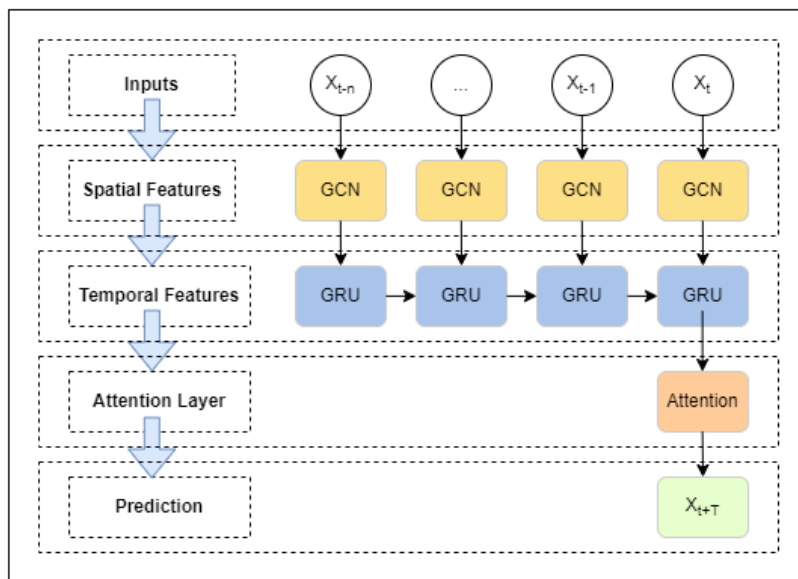 Inputs X_{t-n} ... X_{t-1} X_t
Spatial Features GCN GCN GCN GCN
Temporal Features GRU GRU GRU GRU
Attention Layer Attention
Prediction X_{t+T}